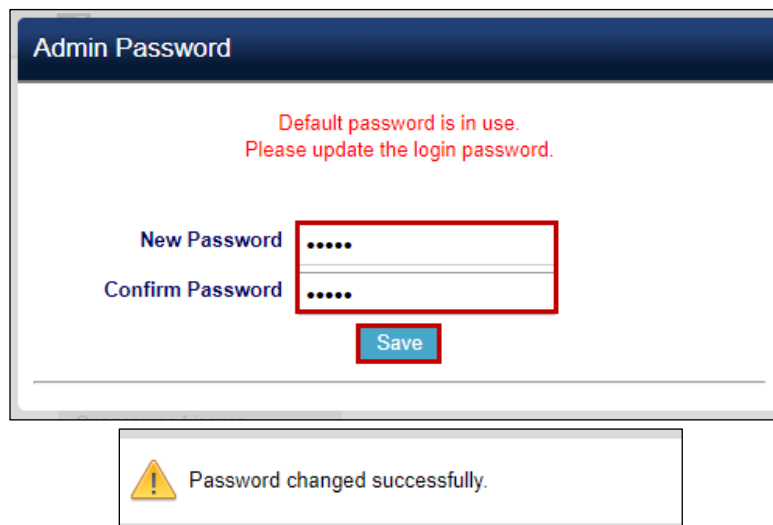 Admin Password
Default password is in use.
Please update the login password.
New Password •••••
Confirm Password •••••
Save
Password changed successfully.